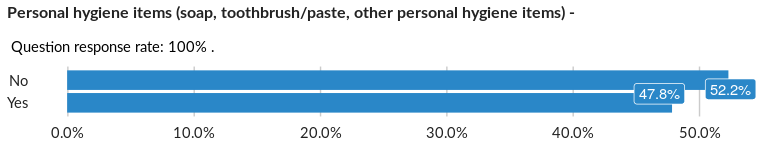 Personal hygiene items (soap, toothbrush/paste, other personal hygiene items) -
Question response rate: 100% .
No
52.2%
Yes
47.8%
0.0% 10.0% 20.0% 30.0% 40.0% 50.0%